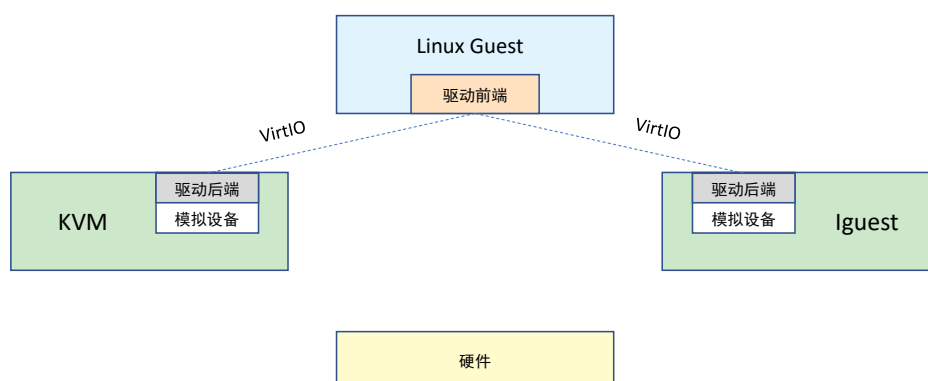 Linux Guest
驱动前端
VirtIO
VirtIO
驱动后端
模拟设备
KVM
驱动后端
模拟设备
Iguest
硬件